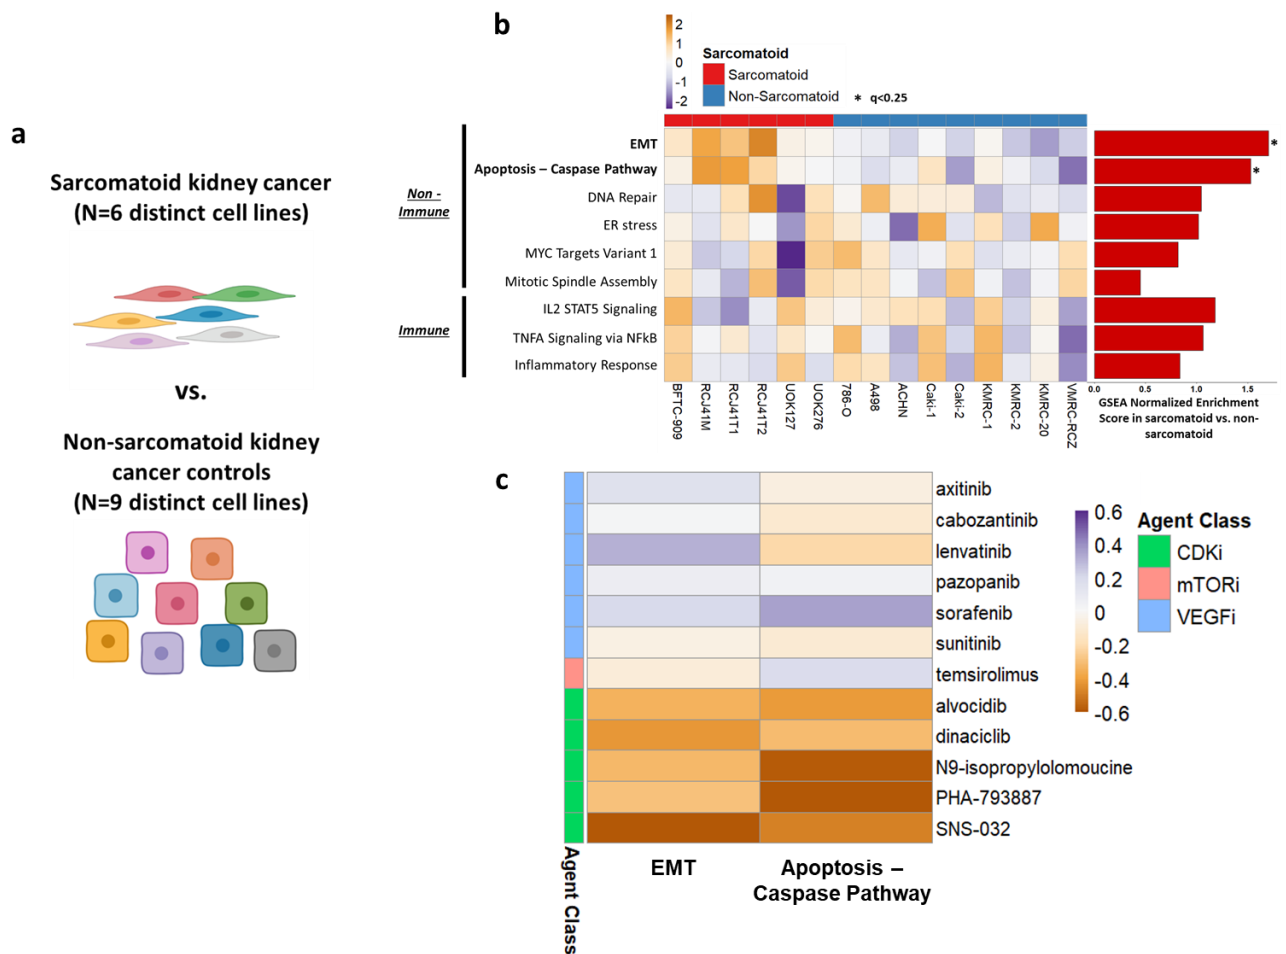 a
Sarcomatoid kidney cancer
(N=6 distinct cell lines)
vs.
Non-sarcomatoid kidney
cancer controls
(N=9 distinct cell lines)
b
2
1
0
-1
-2
Sarcomatoid
Sarcomatoid
Non-Sarcomatoid
* q<0.25
Non -
Immune
Immune
EMT
Apoptosis – Caspase Pathway
DNA Repair
ER stress
MYC Targets Variant 1
Mitotic Spindle Assembly
IL2 STAT5 Signaling
TNFA Signaling via NFkB
Inflammatory Response
*
*
BFTC-909
RCJ41M
RCJ41T1
RCJ41T2
UOK127
UOK276
786-O
A498
ACHN
Caki-1
Caki-2
KMRC-1
KMRC-2
KMRC-20
VMRC-RCZ
0.0 0.5 1.0 1.5
GSEA Normalized Enrichment
Score in sarcomatoid vs. non-
sarcomatoid
c
axitinib
cabozantinib
lenvatinib
pazopanib
sorafenib
sunitinib
temsirolimus
alvocidib
dinaciclib
N9-isopropylolomoucine
PHA-793887
SNS-032
0.6
0.4
0.2
0
-0.2
-0.4
-0.6
Agent Class
CDKi
mTORi
VEGFi
Agent Class
EMT
Apoptosis –
Caspase Pathway